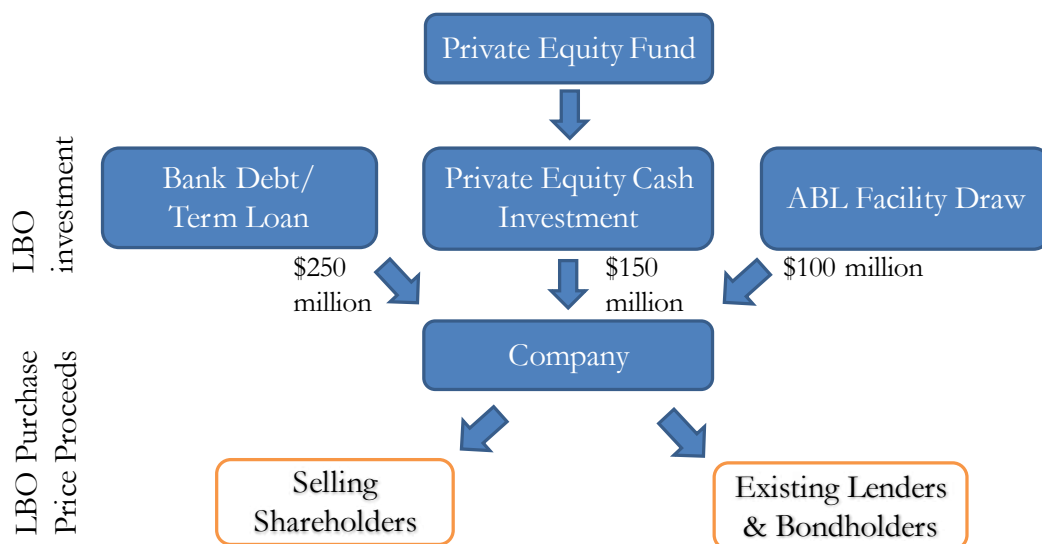 Private Equity Fund
LBO
investment
Bank Debt/
Term Loan
Private Equity Cash
Investment
ABL Facility Draw
$250
million
$150
million
$100 million
Company
LBO Purchase
Price Proceeds
Selling
Shareholders
Existing Lenders
& Bondholders